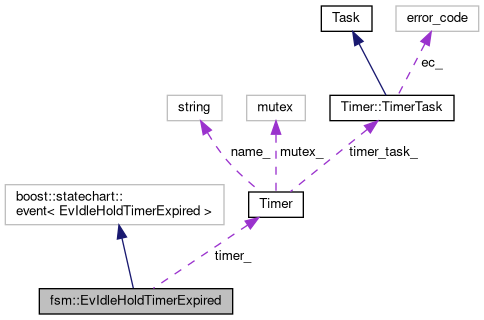 Task
error_code
ec_
string
mutex
Timer::TimerTask
name_
mutex_
timer_task_
boost::statechart::
event< EvIdleHoldTimerExpired >
Timer
timer_
fsm::EvIdleHoldTimerExpired